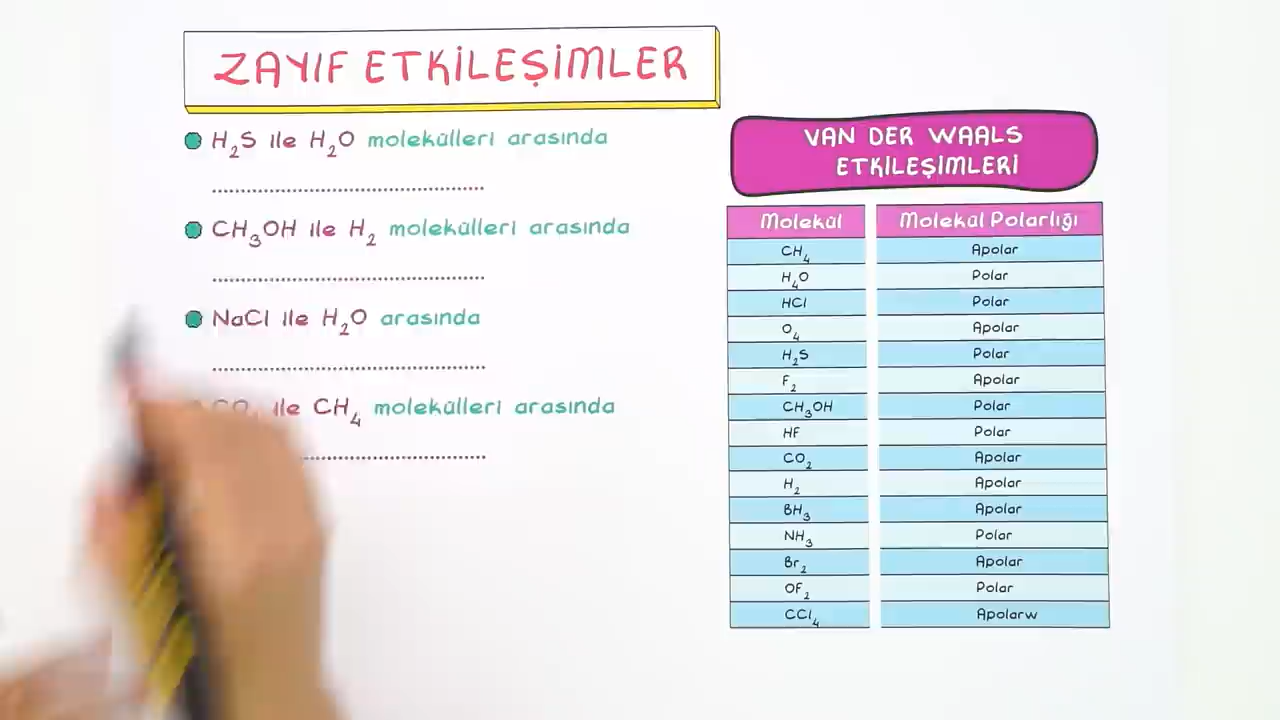 ZAYIF ETKİLEŞİMLER
H₂S ile H₂O molekülleri arasında
........................................................
CH₃OH ile H₂ molekülleri arasında
........................................................
NaCl ile H₂O arasında
........................................................
ile CH₄ molekülleri arasında
......................................
VAN DER WAALS
ETKİLEŞİMLERİ
Molekül Molekül Polarlığı
CH₄ Apolar
H₄O Polar
HCl Polar
O₄ Apolar
H₂S Polar
F₂ Apolar
CH₃OH Polar
HF Polar
CO₂ Apolar
H₂ Apolar
BH₃ Apolar
NH₃ Polar
Br₂ Apolar
OF₂ Polar
CCl₄ Apolarw